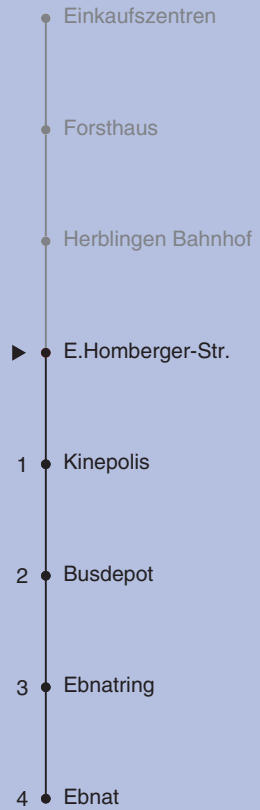 Einkaufszentren
Forsthaus
Herblingen Bahnhof
E.Homberger-Str.
1 Kinepolis
2 Busdepot
3 Ebnatring
4 Ebnat